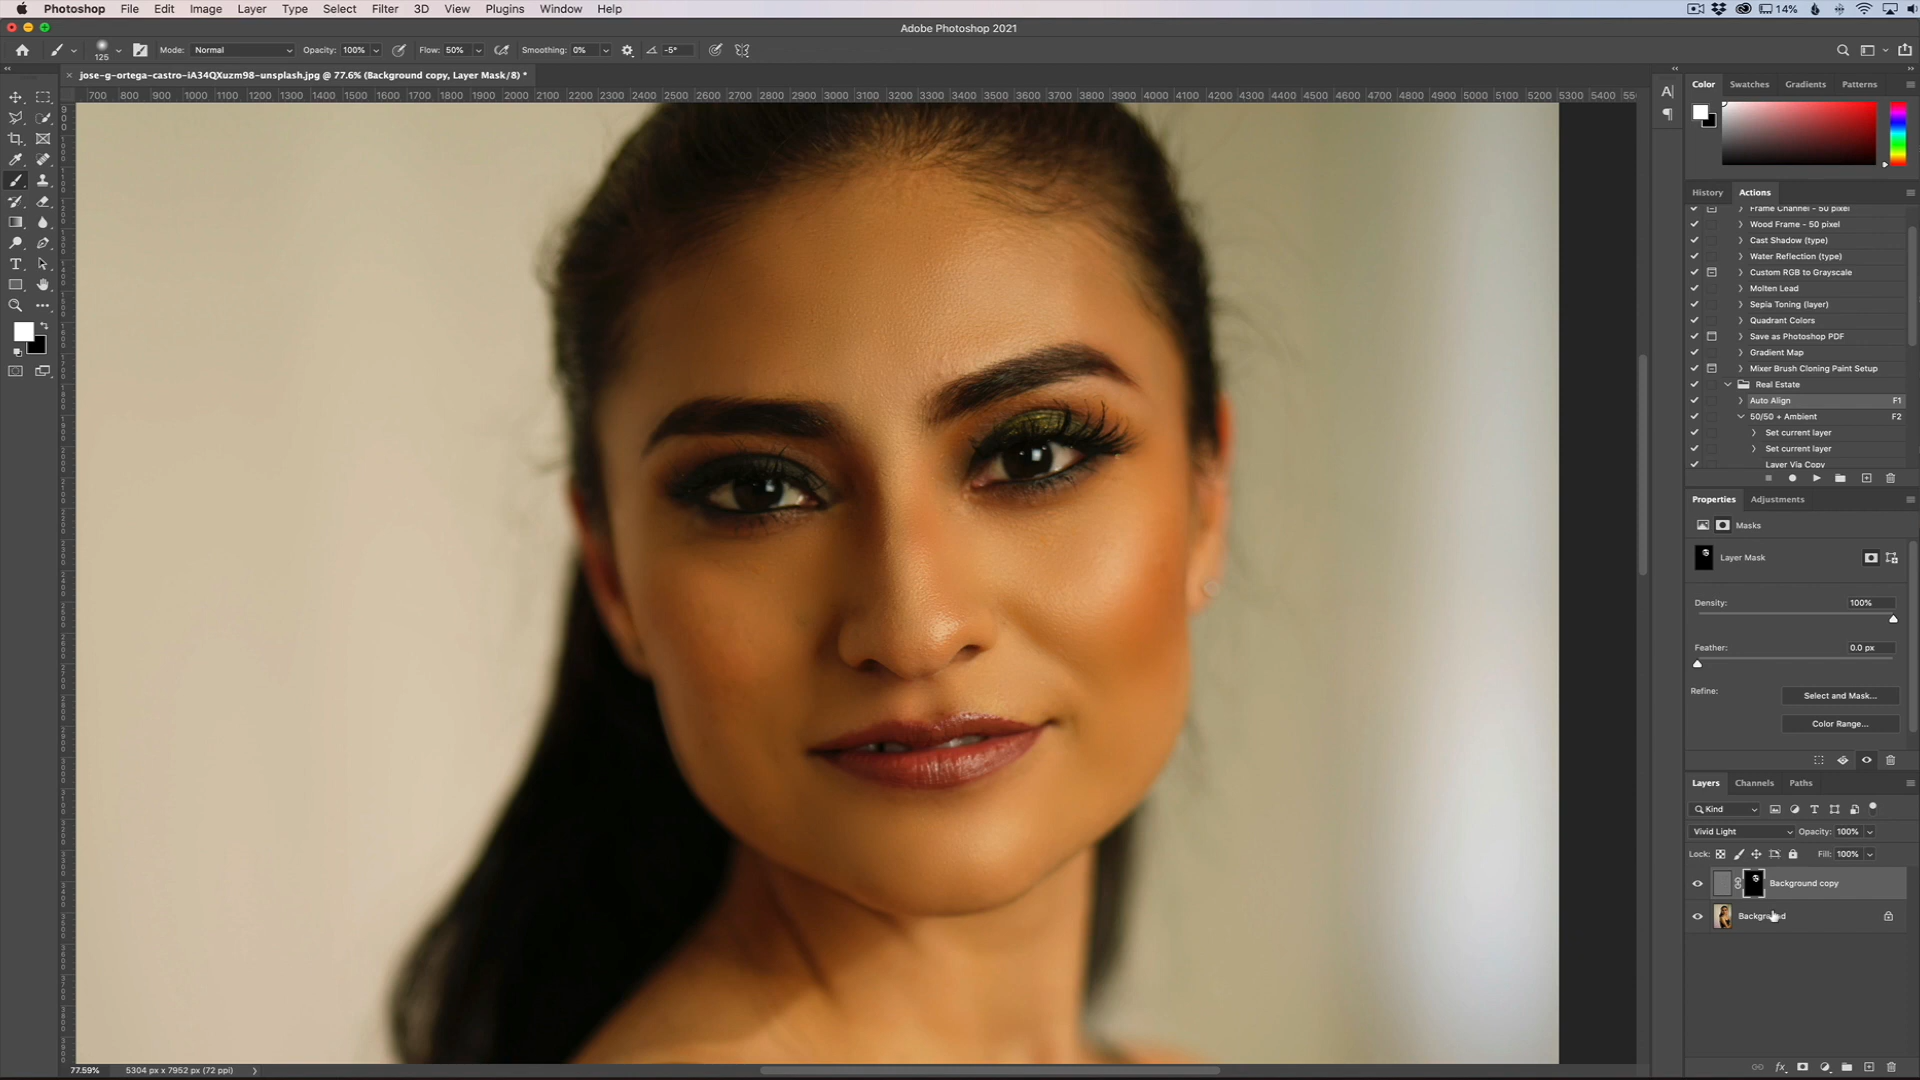 Photoshop File Edit Image Layer Type Select Filter 3D View Plugins Window Help 14%
Adobe Photoshop 2021
125 Mode: Normal Opacity: 100% Flow: 50% Smoothing: 0% -5°
jose-g-ortega-castro-iA34QXuzm98-unsplash.jpg @ 77.6% (Background copy, Layer Mask/8) *
700 800 900 1000 1100 1200 1300 1400 1500 1600 1700 1800 1900 2000 2100 2200 2300 2400 2500 2600 2700 2800 2900 3000 3100 3200 3300 3400 3500 3600 3700 3800 3900 4000 4100 4200 4300 4400 4500 4600 4700 4800 4900 5000 5100 5200 5300 5400
Color Swatches Gradients Patterns
History Actions
Frame Channel - 50 pixel
Wood Frame - 50 pixel
Cast Shadow (type)
Water Reflection (type)
Custom RGB to Grayscale
Molten Lead
Sepia Toning (layer)
Quadrant Colors
Save as Photoshop PDF
Gradient Map
Mixer Brush Cloning Paint Setup
Real Estate
Auto Align F1
50/50 + Ambient F2
Set current layer
Set current layer
Layer Via Copy
Properties Adjustments
Masks
Layer Mask
Density: 100%
Feather: 0.0 px
Refine: Select and Mask...
Color Range...
Layers Channels Paths
Kind
Vivid Light Opacity: 100%
Lock: Fill: 100%
Background copy
Background
77.59% 5304 px x 7952 px (72 ppi)